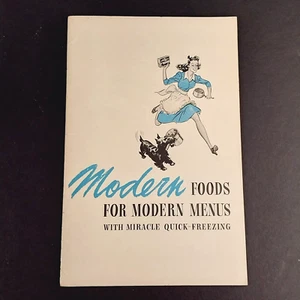 Modern FOODS
FOR MODERN MENUS
WITH MIRACLE QUICK-FREEZING